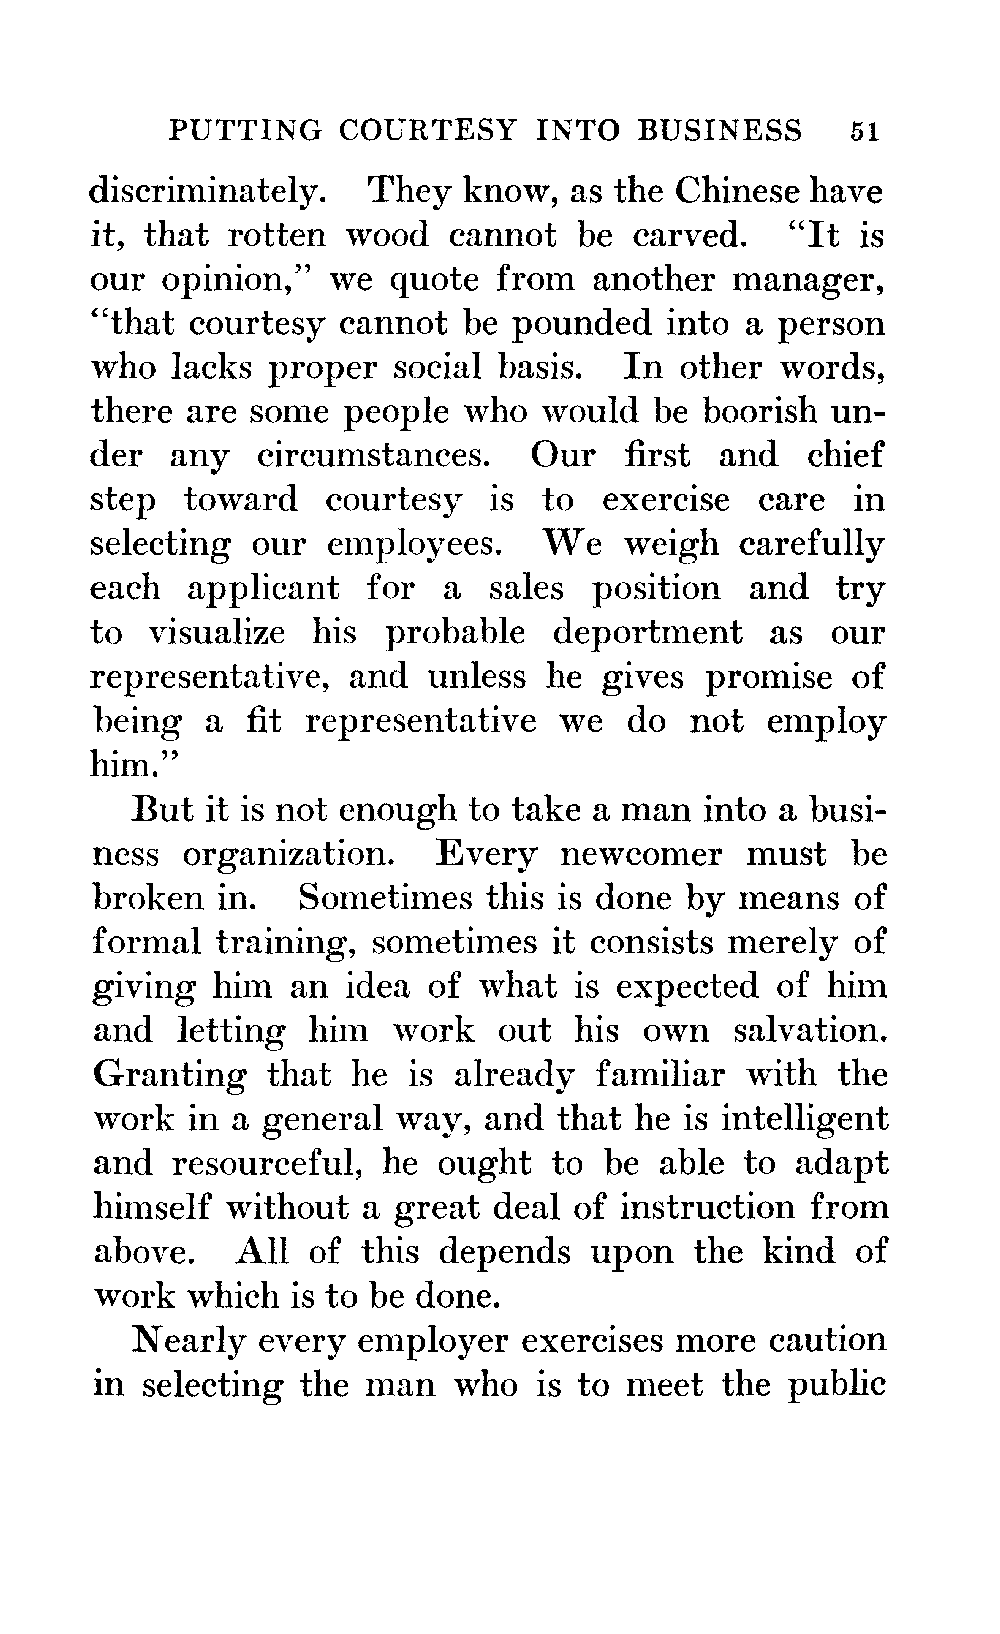 PUTTING COURTESY INTO BUSINESS 51
discriminately. They know, as the Chinese have
it, that rotten wood cannot be carved. “It is
our opinion,” we quote from another manager,
“that courtesy cannot be pounded into a person
who lacks proper social basis. In other words,
there are some people who would be boorish un-
der any circumstances. Our first and chief
step toward courtesy is to exercise care in
selecting our employees. We weigh carefully
each applicant for a sales position and try
to visualize his probable deportment as our
representative, and unless he gives promise of
being a fit representative we do not employ
him.”
But it is not enough to take a man into a busi-
ness organization. Every newcomer must be
broken in. Sometimes this is done by means of
formal training, sometimes it consists merely of
giving him an idea of what is expected of him
and letting him work out his own salvation.
Granting that he is already familiar with the
work in a general way, and that he is intelligent
and resourceful, he ought to be able to adapt
himself without a great deal of instruction from
above. All of this depends upon the kind of
work which is to be done.
Nearly every employer exercises more caution
in selecting the man who is to meet the public